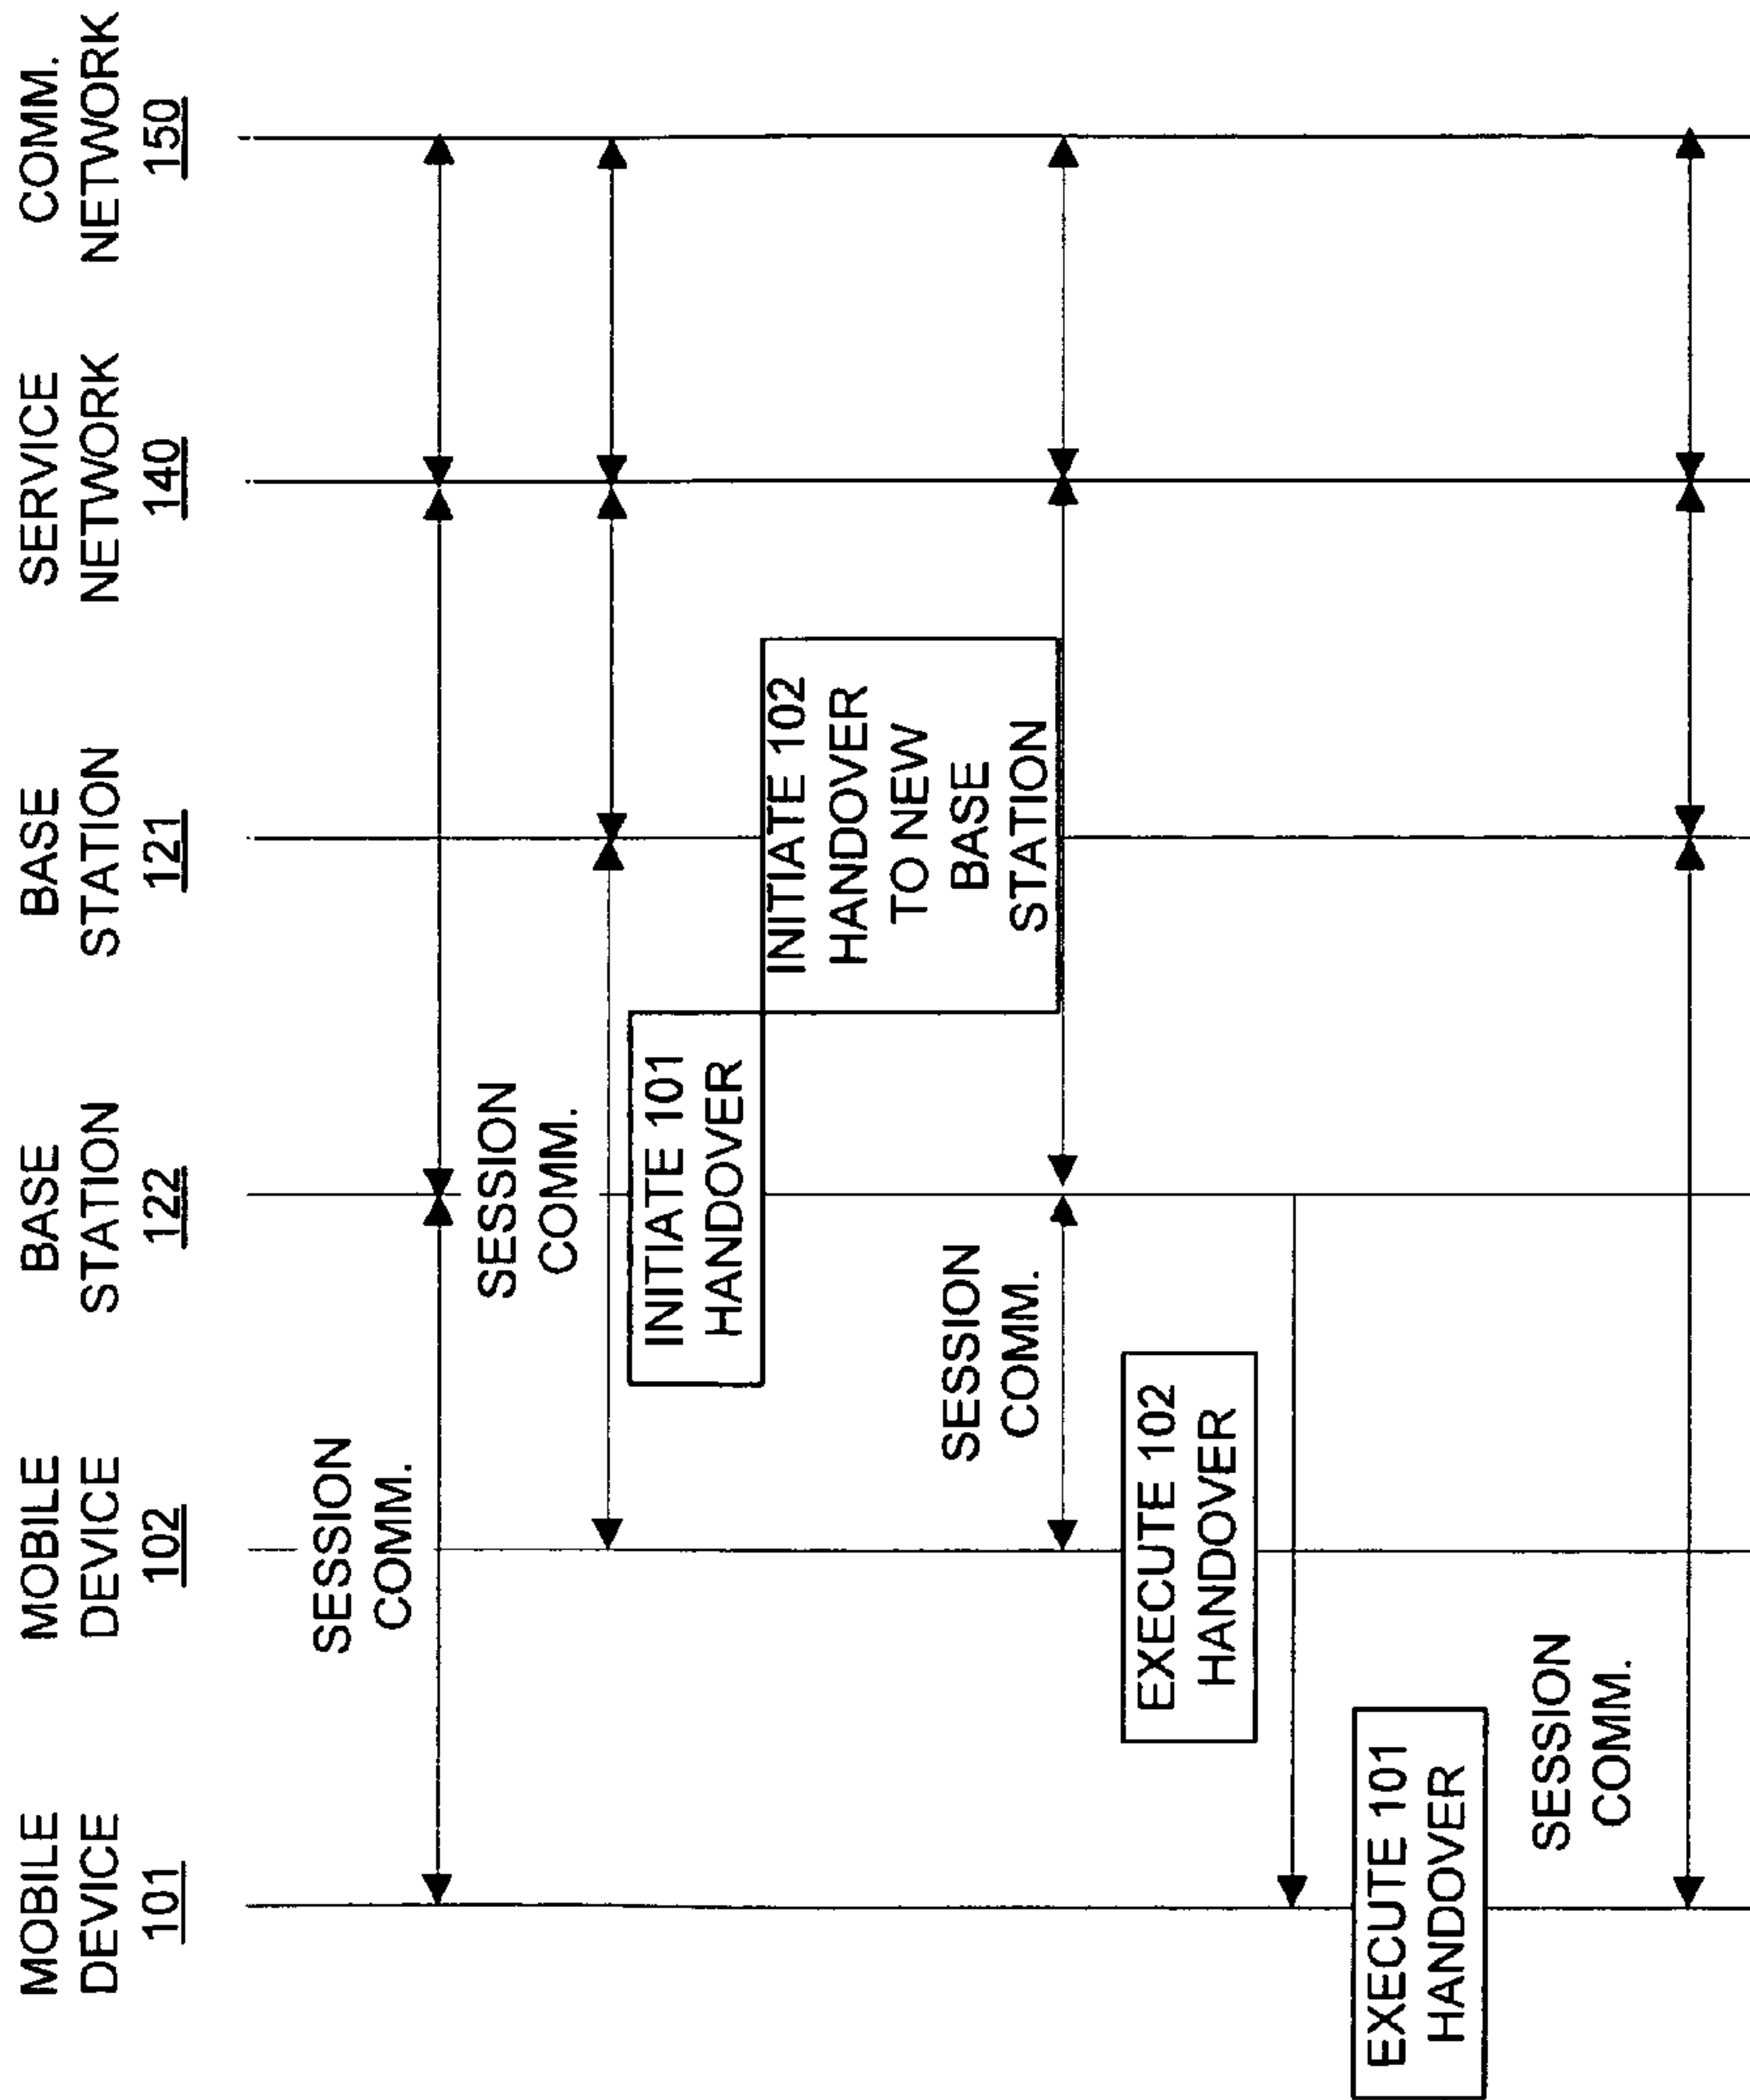 MOBILE
DEVICE
101
MOBILE
DEVICE
102
BASE
STATION
122
BASE
STATION
121
SERVICE
NETWORK
140
COMM.
NETWORK
150
SESSION
COMM.
SESSION
COMM.
INITIATE 101
HANDOVER
INITIATE 102
HANDOVER
TO NEW
BASE
STATION
SESSION
COMM.
EXECUTE 102
HANDOVER
EXECUTE 101
HANDOVER
SESSION
COMM.